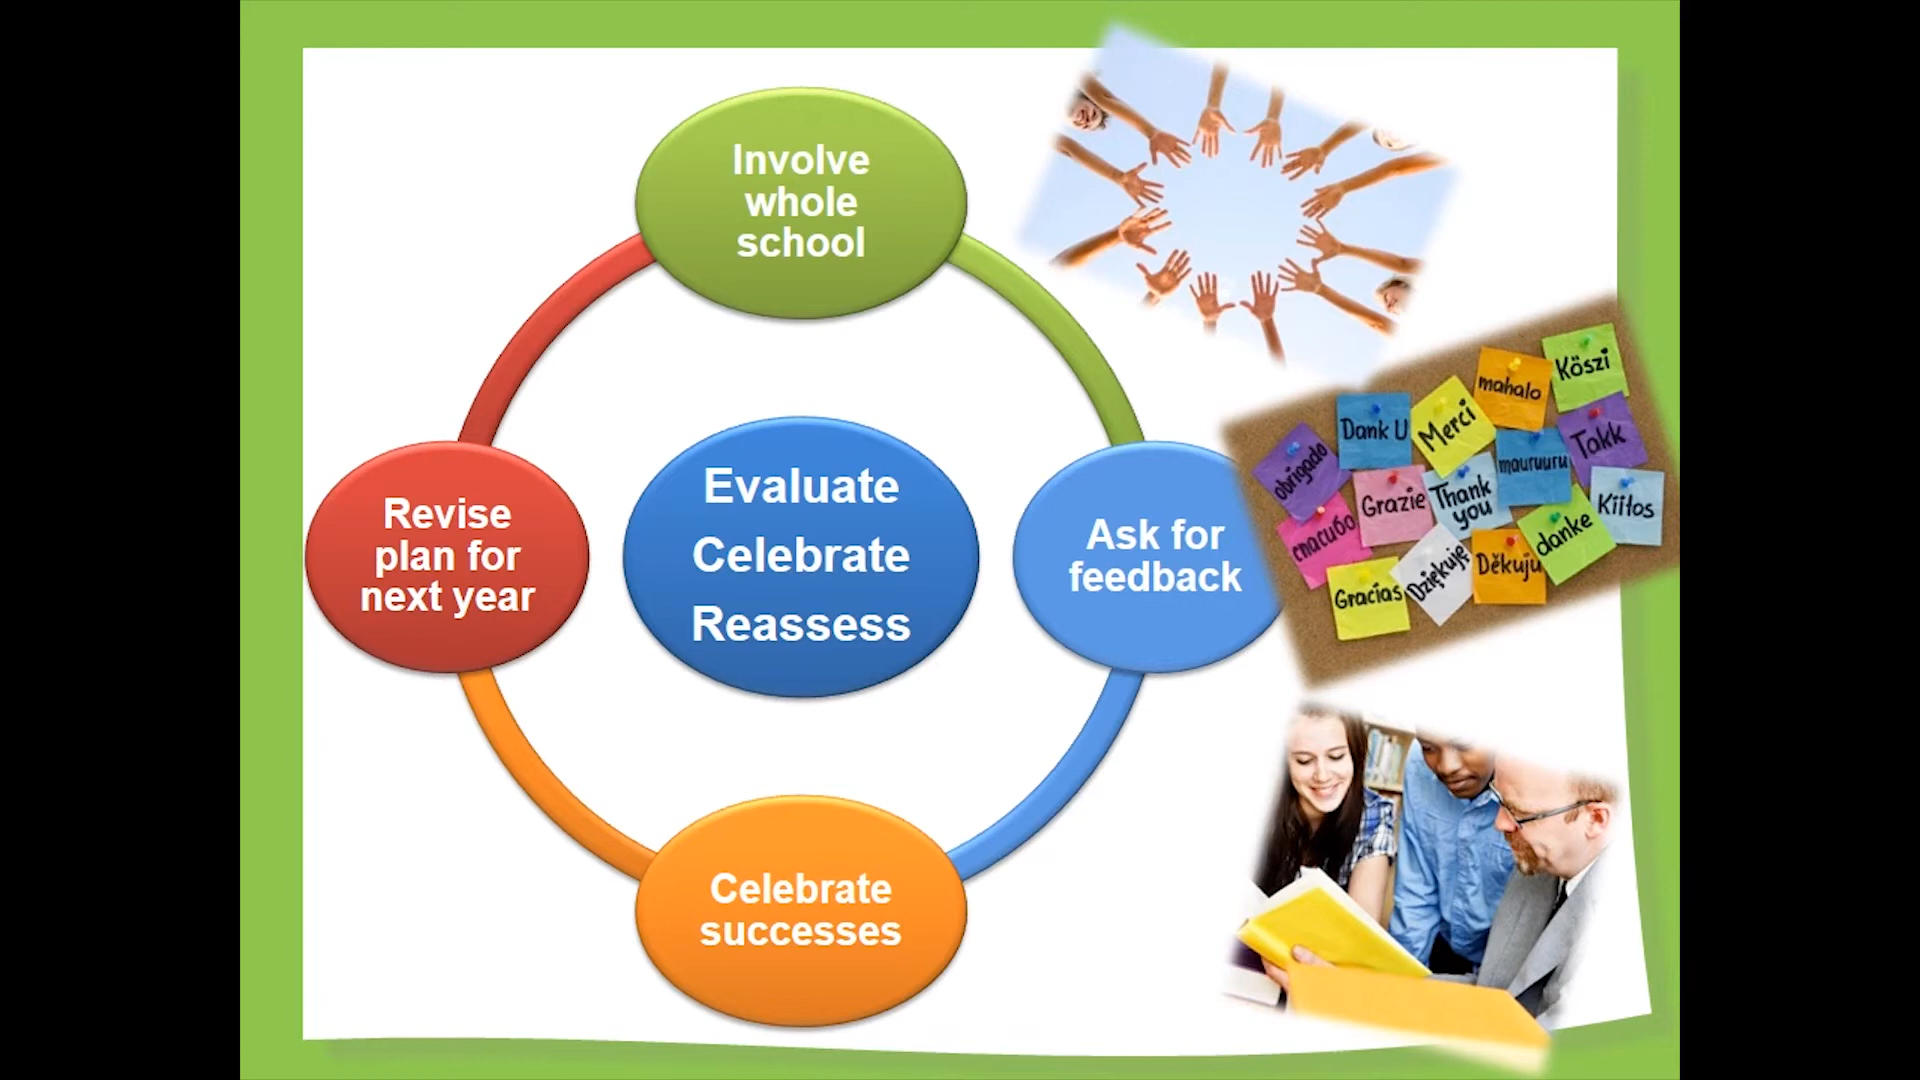 Involve
whole
school
Evaluate
Celebrate
Reassess
Ask for
feedback
Celebrate
successes
Revise
plan for
next year
Köszi
mahalo
Dank U
Merci
Takk
obrigado
mauruuru
Grazie
Thank
you
Kiitos
спасибо
danke
Děkuju
Dziękuję
Gracias